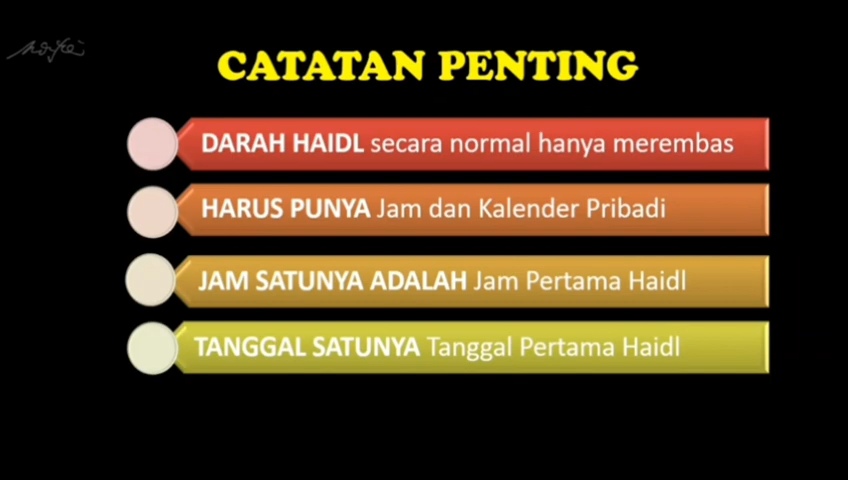 CATATAN PENTING
DARAH HAIDL secara normal hanya merembas
HARUS PUNYA Jam dan Kalender Pribadi
JAM SATUNYA ADALAH Jam Pertama Haidl
TANGGAL SATUNYA Tanggal Pertama Haidl